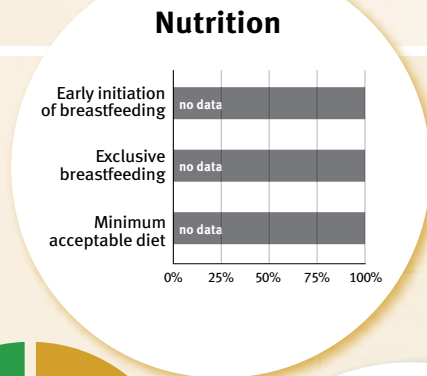 Nutrition
Early initiation
of breastfeeding
no data
Exclusive
breastfeeding
no data
Minimum
acceptable diet
no data
0% 25% 50% 75% 100%